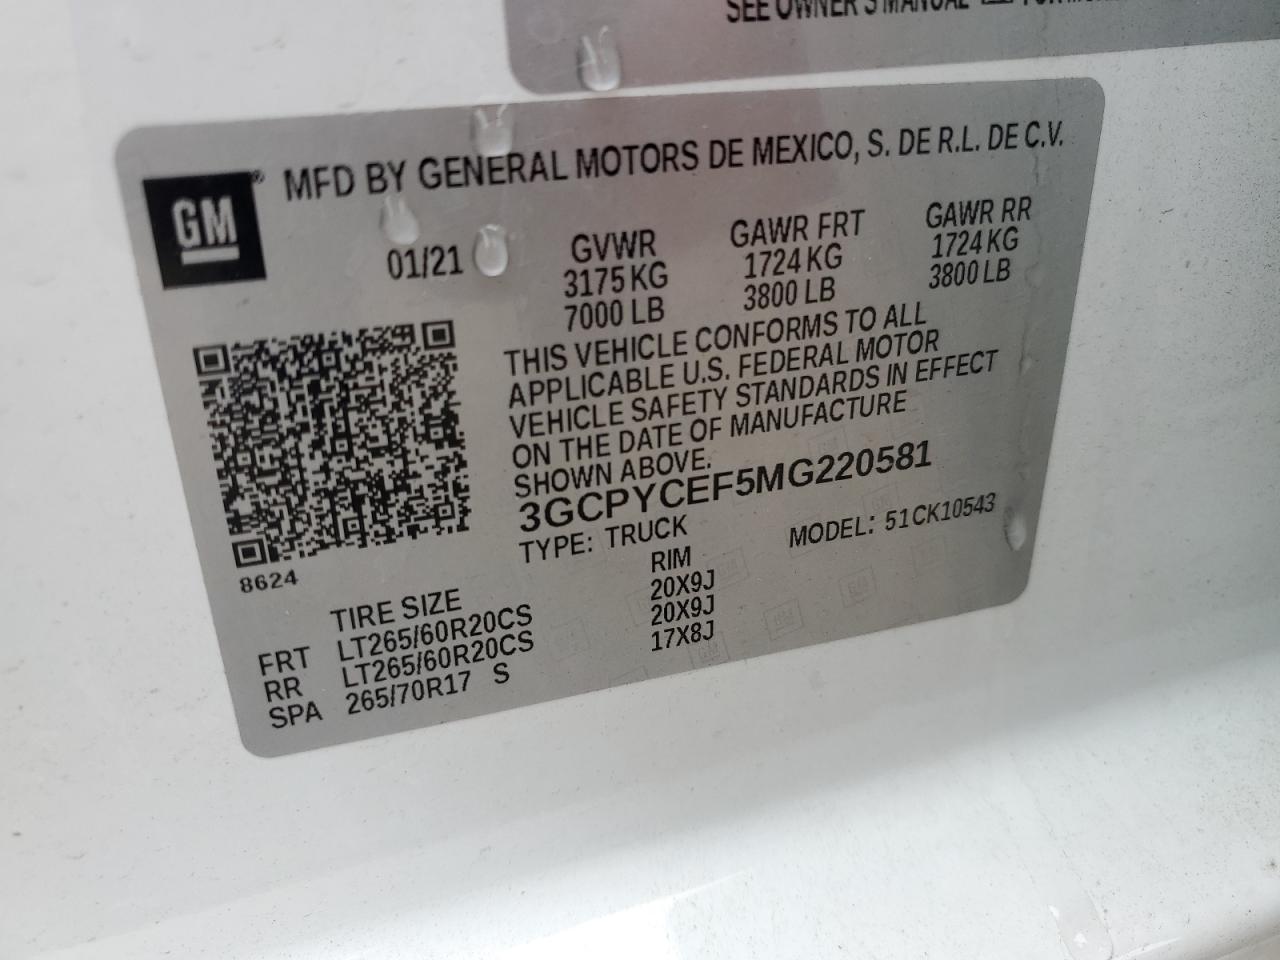 SEE OWNER'S MANUAL
GM® MFD BY GENERAL MOTORS DE MEXICO, S. DE R.L. DE C.V.
01/21 GVWR GAWR FRT GAWR RR
3175 KG 1724 KG 1724 KG
7000 LB 3800 LB 3800 LB
THIS VEHICLE CONFORMS TO ALL
APPLICABLE U.S. FEDERAL MOTOR
VEHICLE SAFETY STANDARDS IN EFFECT
ON THE DATE OF MANUFACTURE
SHOWN ABOVE.
3GCPYCEF5MG220581
TYPE: TRUCK MODEL: 51CK10543
8624
TIRE SIZE RIM
FRT LT265/60R20CS 20X9J
RR LT265/60R20CS 20X9J
SPA 265/70R17 S 17X8J